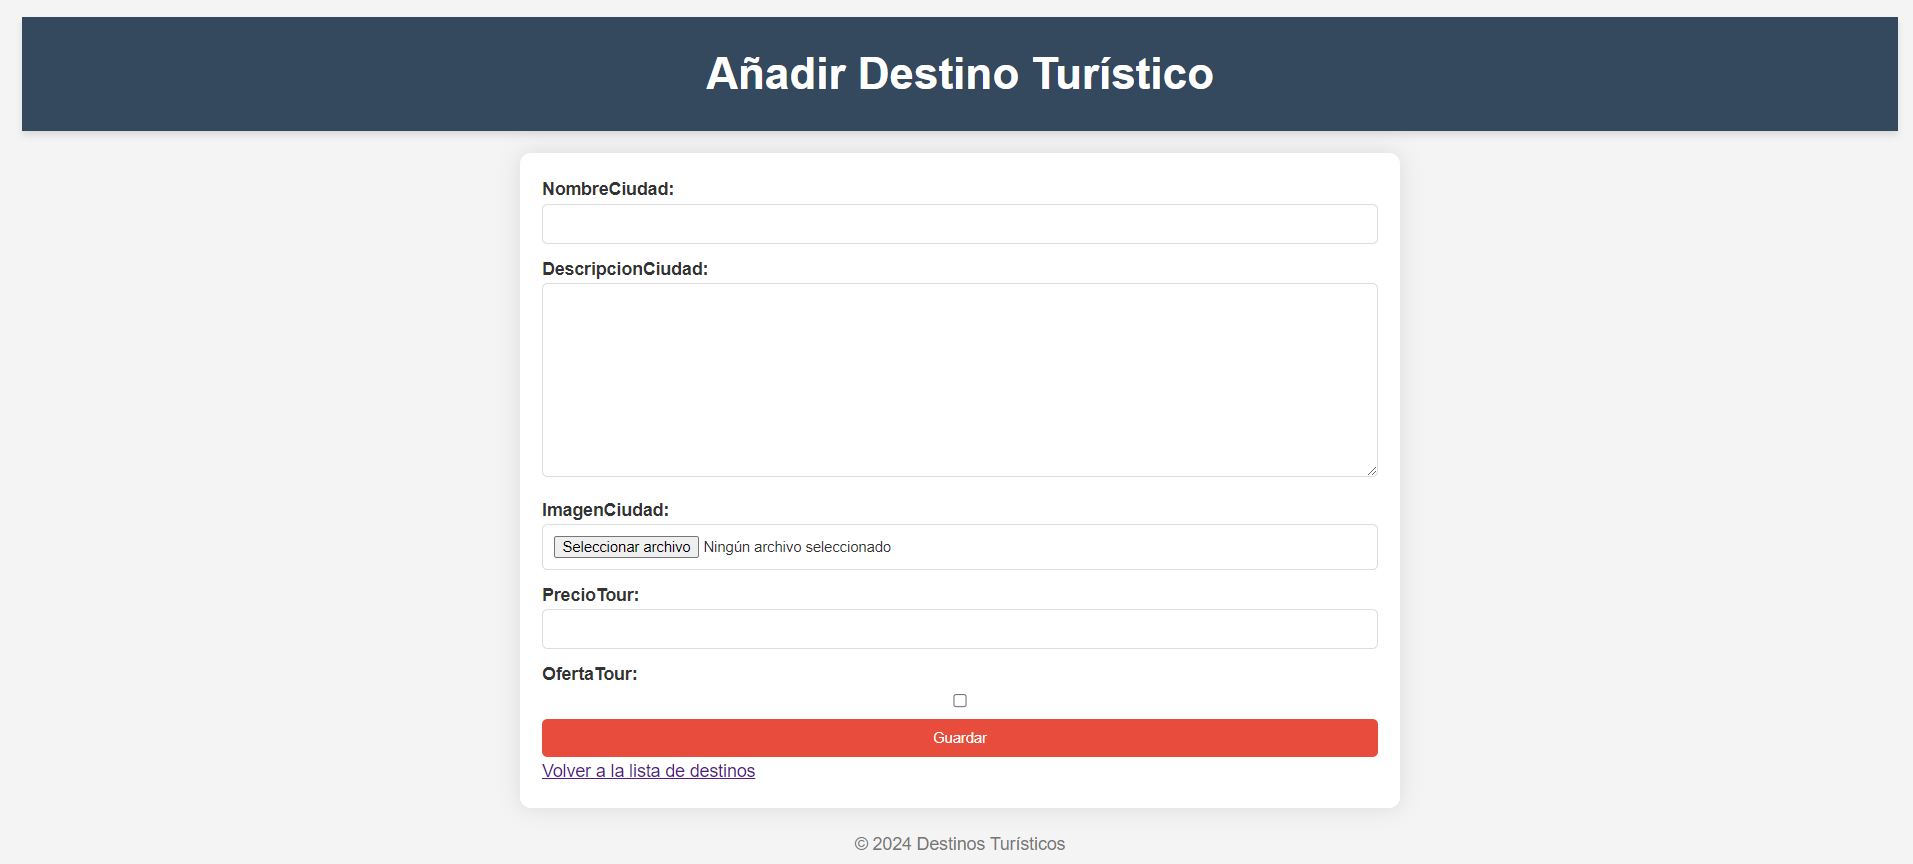 Añadir Destino Turístico
NombreCiudad:
DescripcionCiudad:
ImagenCiudad:
Seleccionar archivo Ningún archivo seleccionado
PrecioTour:
OfertaTour:
Guardar
Volver a la lista de destinos
© 2024 Destinos Turísticos